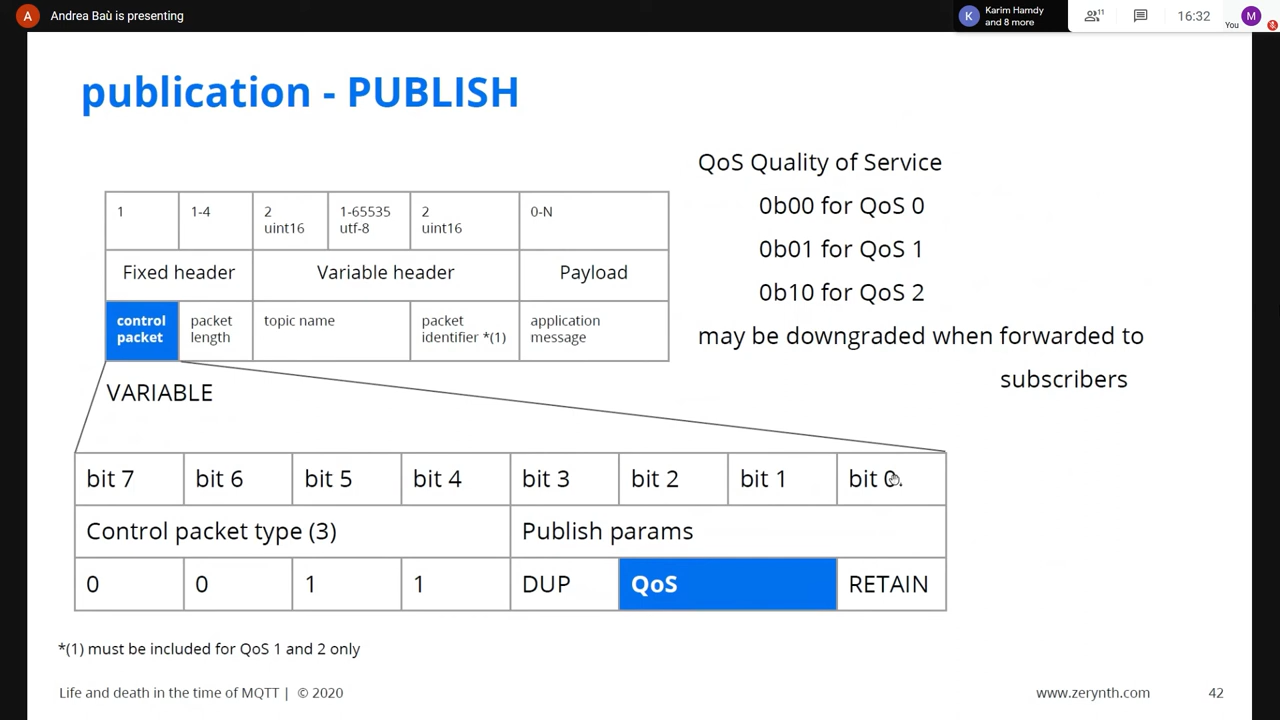 A Andrea Baù is presenting
K Karim Hamdy
and 8 more
11
16:32
You M
publication - PUBLISH
1
1-4
2
uint16
1-65535
utf-8
2
uint16
0-N
Fixed header
Variable header
Payload
control
packet
packet
length
topic name
packet
identifier *(1)
application
message
QoS Quality of Service
0b00 for QoS 0
0b01 for QoS 1
0b10 for QoS 2
may be downgraded when forwarded to
subscribers
VARIABLE
bit 7
bit 6
bit 5
bit 4
bit 3
bit 2
bit 1
bit 0
Control packet type (3)
Publish params
0
0
1
1
DUP
QoS
RETAIN
*(1) must be included for QoS 1 and 2 only
Life and death in the time of MQTT | © 2020
www.zerynth.com
42